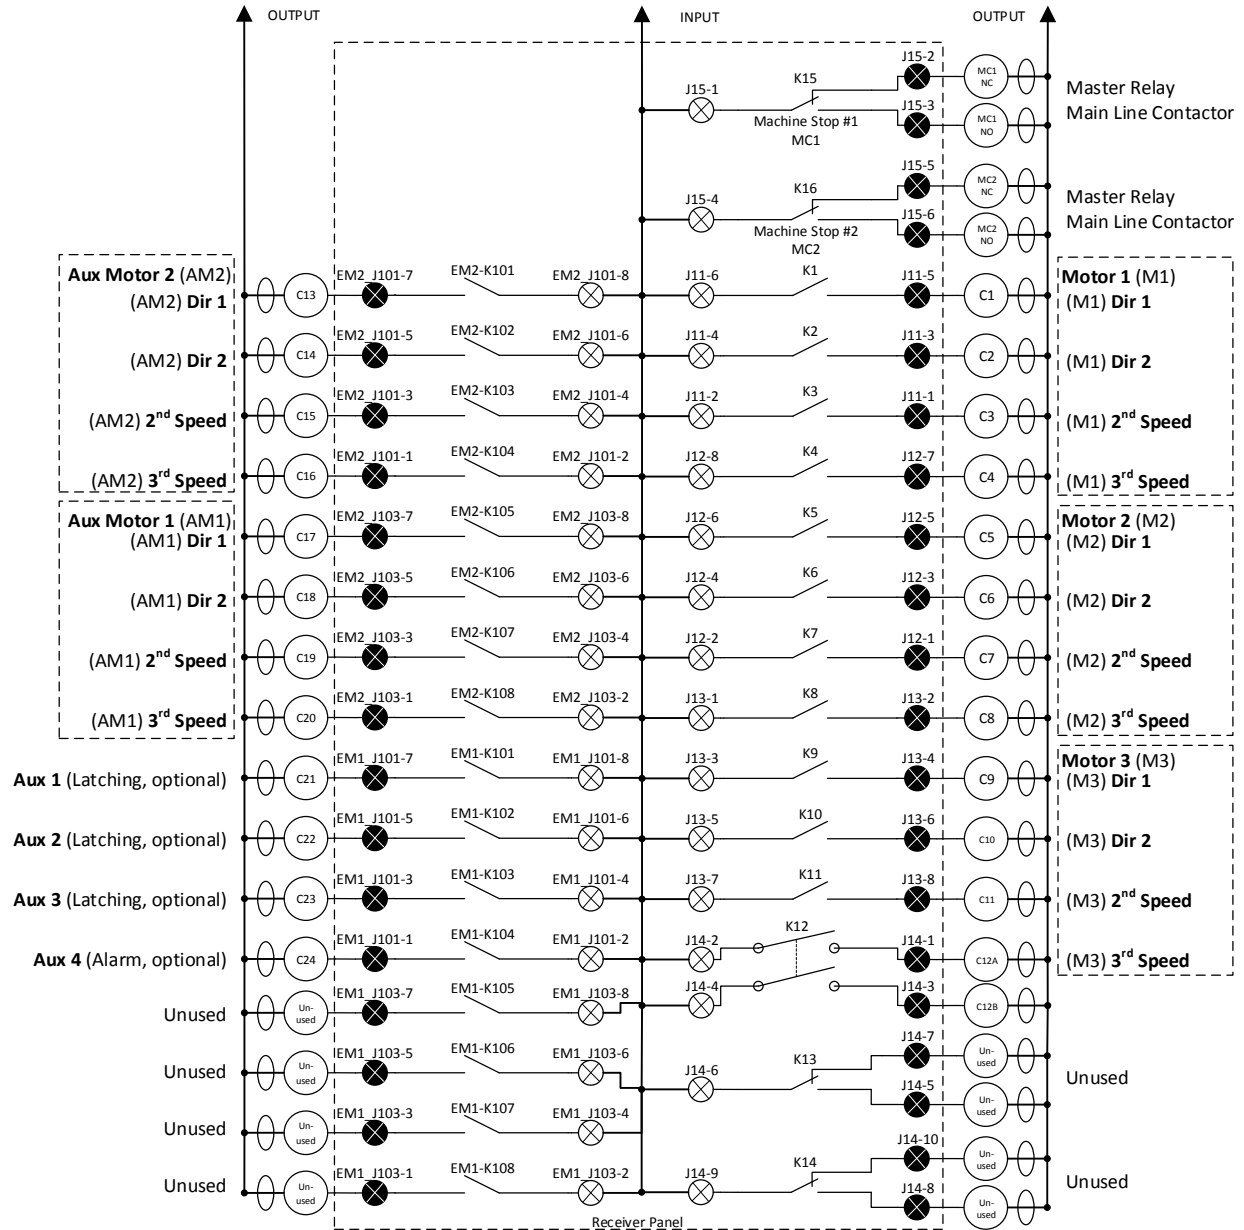 OUTPUT INPUT OUTPUT
J15-2
K15 MC1 NC
J15-1 Master Relay
J15-3 Main Line Contactor
Machine Stop #1 MC1 NO
MC1
J15-5
K16 MC2 NC
J15-4 Master Relay
J15-6 Main Line Contactor
Machine Stop #2 MC2 NO
MC2
Aux Motor 2 (AM2) EM2_J101-7 EM2-K101 EM2_J101-8 J11-6 K1 J11-5 Motor 1 (M1)
(AM2) Dir 1 C13 C1 (M1) Dir 1
EM2_J101-5 EM2-K102 EM2_J101-6 J11-4 K2 J11-3
(AM2) Dir 2 C14 C2 (M1) Dir 2
EM2_J101-3 EM2-K103 EM2_J101-4 J11-2 K3 J11-1
(AM2) 2nd Speed C15 C3 (M1) 2nd Speed
EM2_J101-1 EM2-K104 EM2_J101-2 J12-8 K4 J12-7
(AM2) 3rd Speed C16 C4 (M1) 3rd Speed
Aux Motor 1 (AM1) EM2_J103-7 EM2-K105 EM2_J103-8 J12-6 K5 J12-5 Motor 2 (M2)
(AM1) Dir 1 C17 C5 (M2) Dir 1
EM2_J103-5 EM2-K106 EM2_J103-6 J12-4 K6 J12-3
(AM1) Dir 2 C18 C6 (M2) Dir 2
EM2_J103-3 EM2-K107 EM2_J103-4 J12-2 K7 J12-1
(AM1) 2nd Speed C19 C7 (M2) 2nd Speed
EM2_J103-1 EM2-K108 EM2_J103-2 J13-1 K8 J13-2
(AM1) 3rd Speed C20 C8 (M2) 3rd Speed
EM1_J101-7 EM1-K101 EM1_J101-8 J13-3 K9 J13-4 Motor 3 (M3)
Aux 1 (Latching, optional) C21 C9 (M3) Dir 1
EM1_J101-5 EM1-K102 EM1_J101-6 J13-5 K10 J13-6
Aux 2 (Latching, optional) C22 C10 (M3) Dir 2
EM1_J101-3 EM1-K103 EM1_J101-4 J13-7 K11 J13-8
Aux 3 (Latching, optional) C23 C11 (M3) 2nd Speed
EM1_J101-1 EM1-K104 EM1_J101-2 J14-2 K12 J14-1
Aux 4 (Alarm, optional) C24 C12A (M3) 3rd Speed
EM1_J103-7 EM1-K105 EM1_J103-8 J14-4 J14-3
Unused Un-used C12B
EM1_J103-5 EM1-K106 EM1_J103-6 J14-6 K13 J14-7
Unused Un-used Un-used Unused
J14-5
Un-used
EM1_J103-3 EM1-K107 EM1_J103-4
Unused Un-used
J14-10
Un-used
EM1_J103-1 EM1-K108 EM1_J103-2 J14-9 K14 J14-8
Unused Un-used Un-used Unused
Receiver Panel